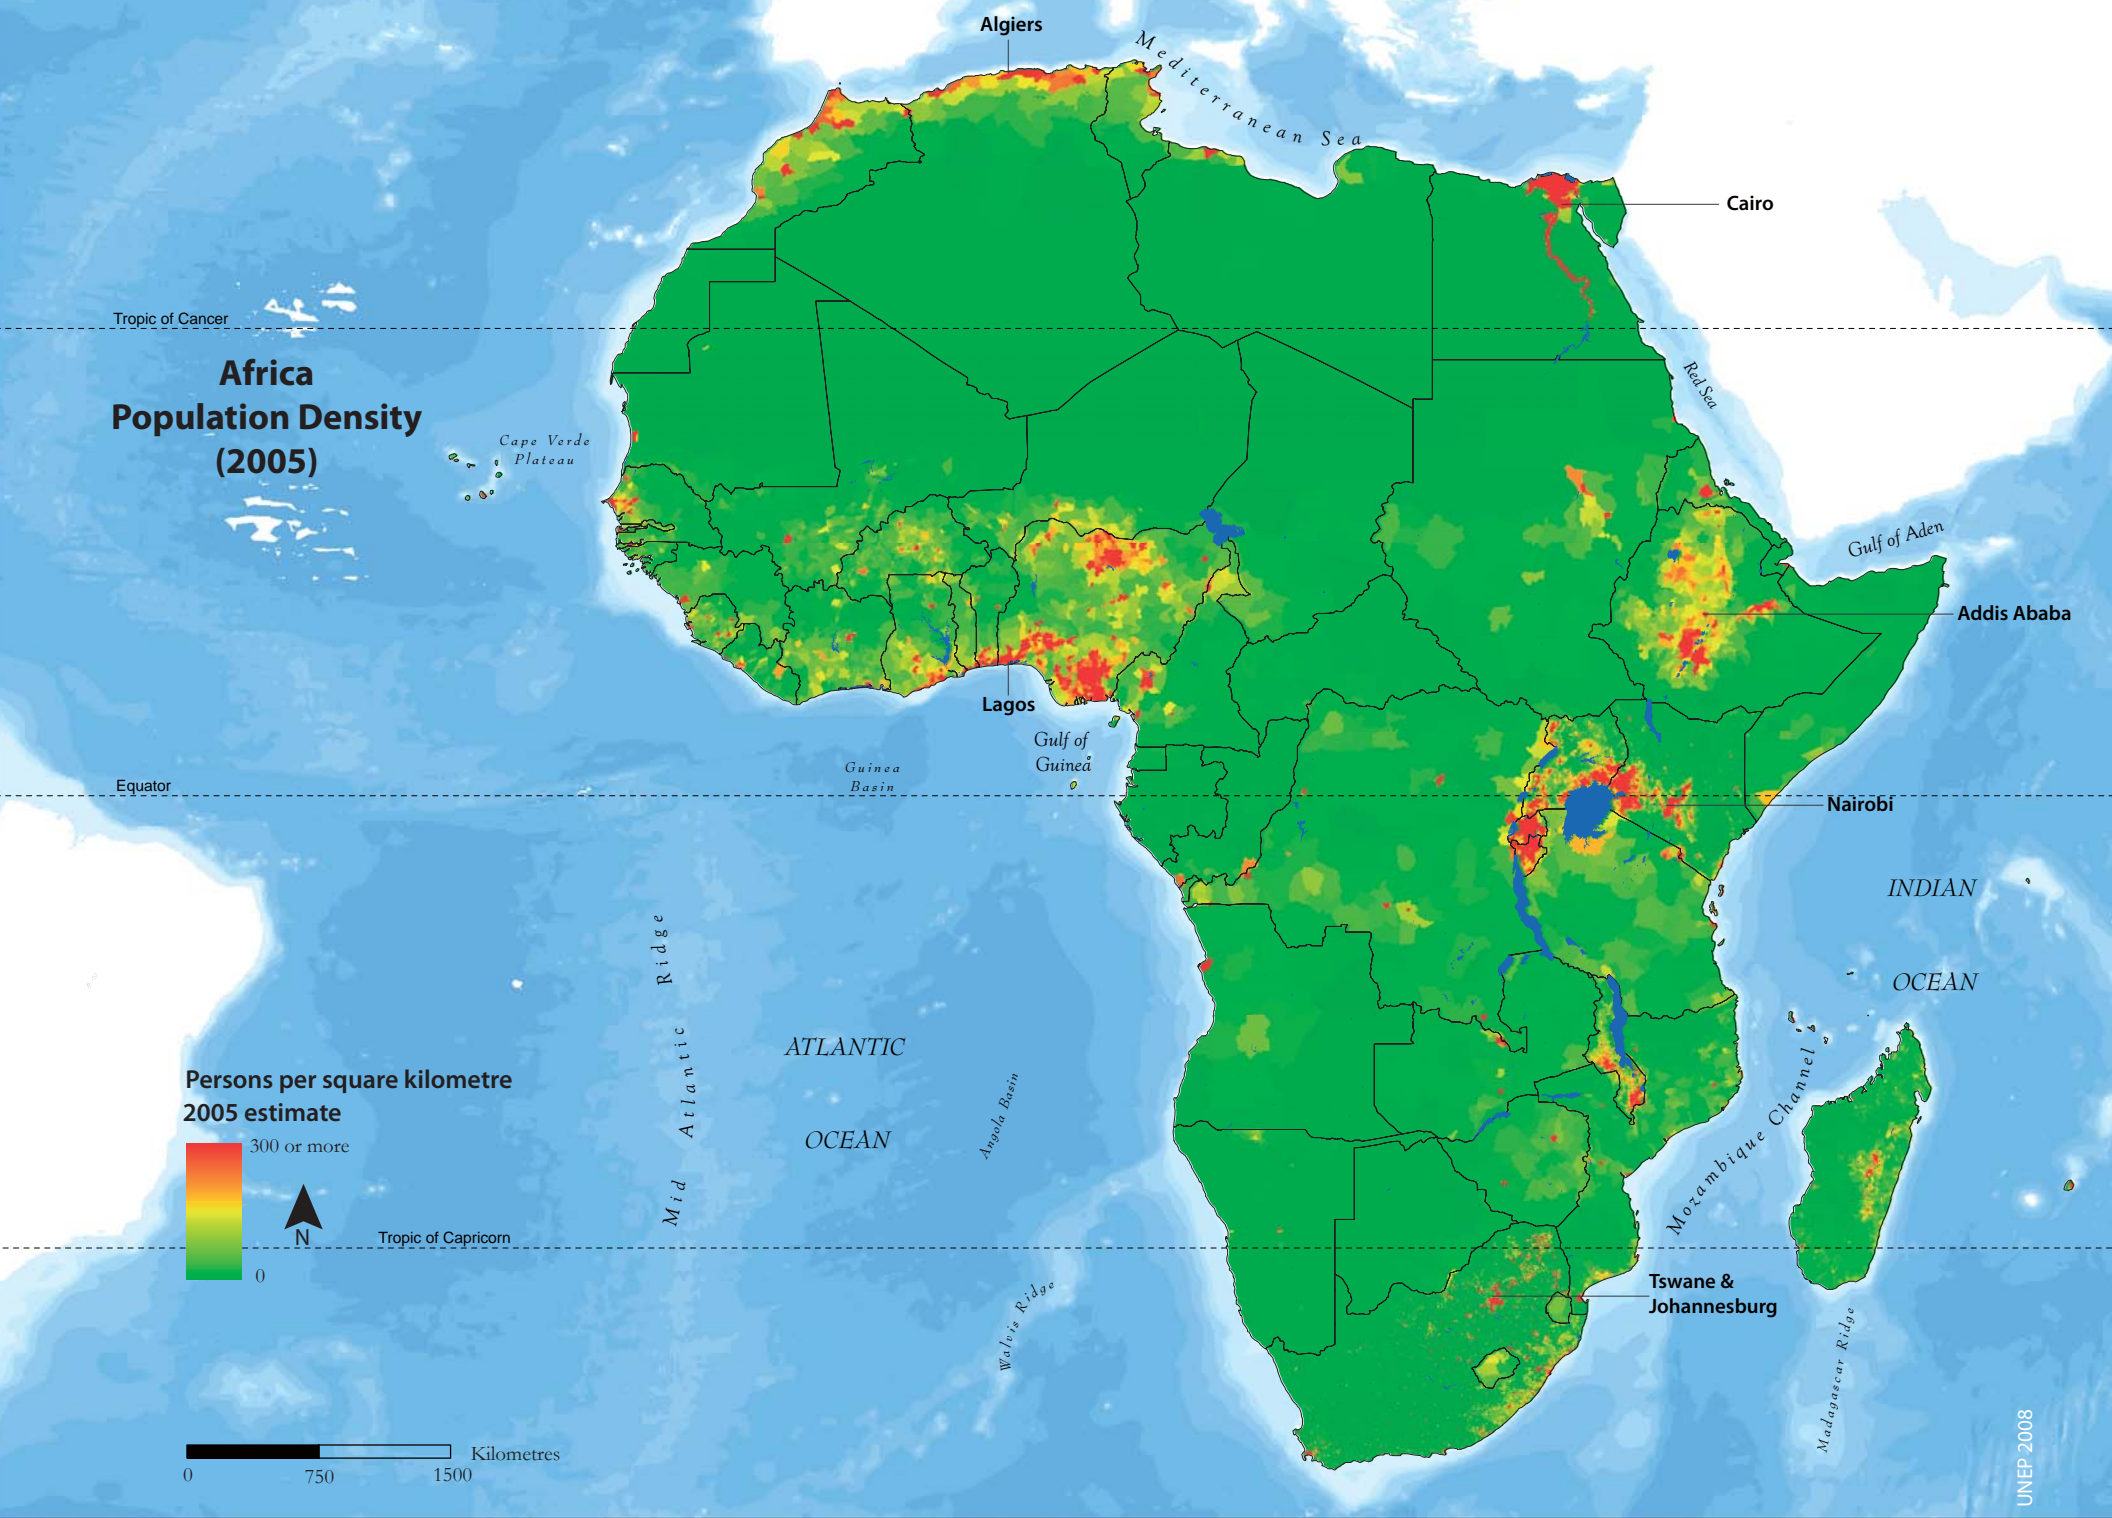 Algiers
Mediterranean Sea
Cairo
Tropic of Cancer
Africa
Population Density
(2005)
Red Sea
Cape Verde
Plateau
Gulf of Aden
Addis Ababa
Lagos
Gulf of
Guinea
Guinea
Basin
Equator
Nairobi
INDIAN
OCEAN
Mid Atlantic Ridge
ATLANTIC
OCEAN
Angola Basin
Mozambique Channel
Persons per square kilometre
2005 estimate
300 or more
N
0
Tropic of Capricorn
Tswane &
Johannesburg
Walvis Ridge
Madagascar Ridge
Kilometres
0 750 1500
UNEP 2008